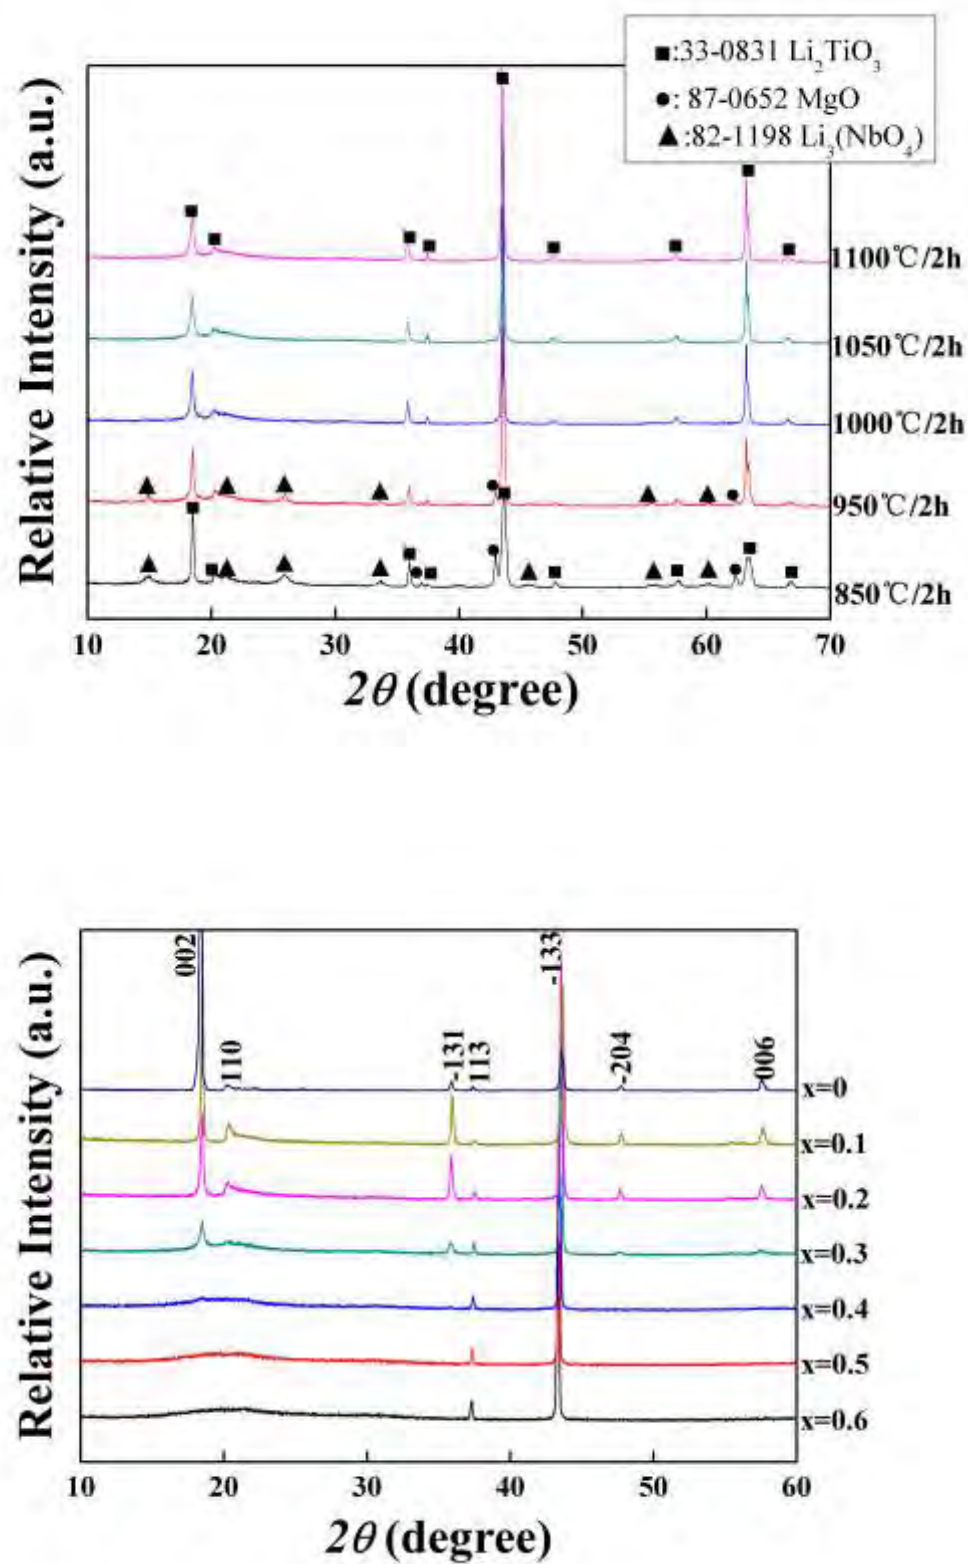 ■:33-0831 Li₂TiO₃
●: 87-0652 MgO
▲:82-1198 Li₃(NbO₄)
Relative Intensity (a.u.)
1100℃/2h
1050℃/2h
1000℃/2h
950℃/2h
850℃/2h
10 20 30 40 50 60 70
2θ (degree)
002
110
-131
113
-133
-204
006
Relative Intensity (a.u.)
x=0
x=0.1
x=0.2
x=0.3
x=0.4
x=0.5
x=0.6
10 20 30 40 50 60
2θ (degree)